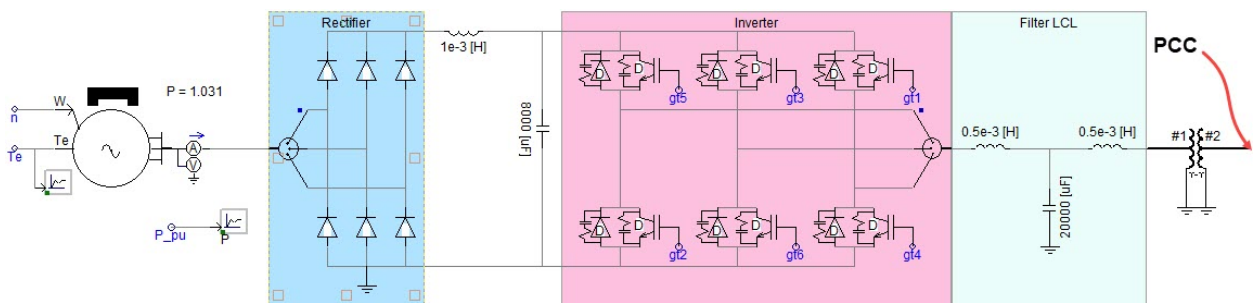 Rectifier
Inverter
Filter LCL
PCC
1e-3 [H]
P = 1.031
W
n
Te
Te
A
V
P_pu
P
8000 [uF]
D
D
gt5
D
D
gt3
D
D
gt1
0.5e-3 [H]
0.5e-3 [H]
#1
#2
20000 [uF]
D
D
gt2
D
D
gt6
D
D
gt4
Y-Y